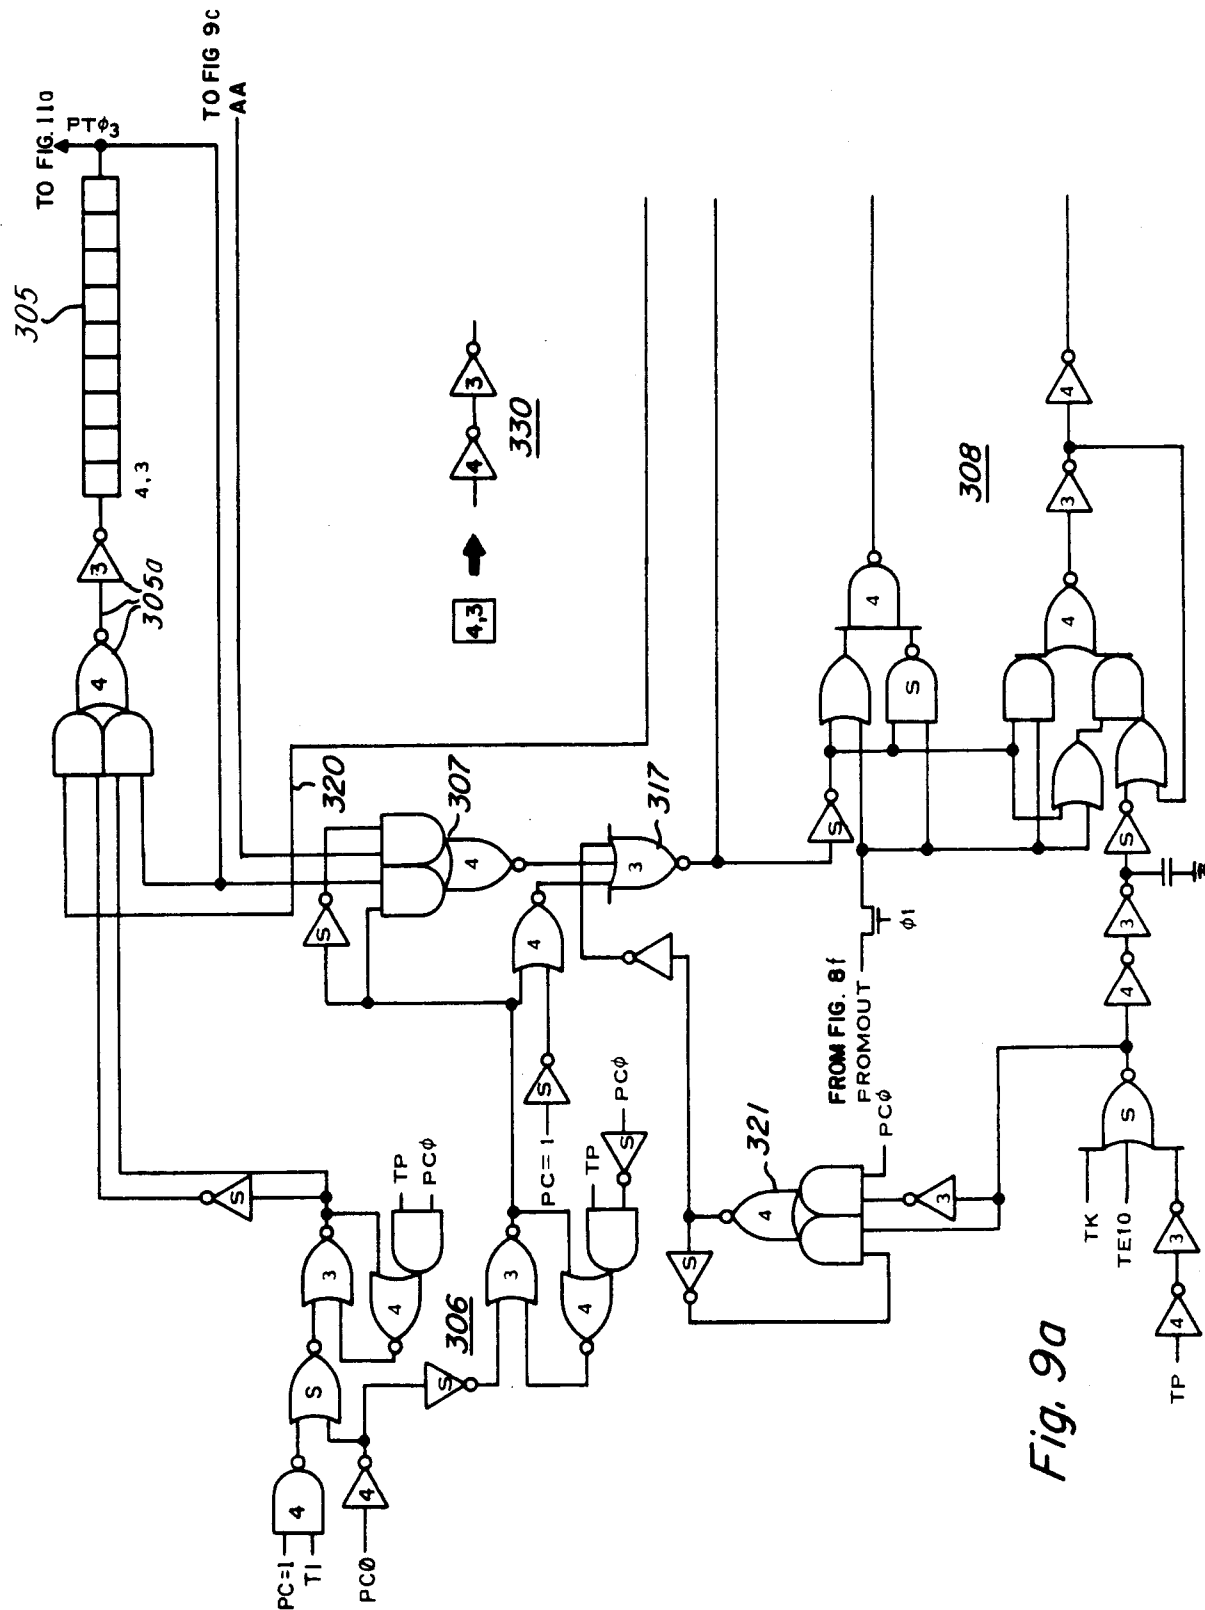 TO FIG. 11a
PTϕ3
TO FIG 9C
AA
305
4,3
3
305a
4
320
307
S
4
317
3
4
4,3
4
3
330
S
4
S
308
4
3
4
S
3
4
FROM FIG. 8f
PROMOUT
ϕ1
PC=1
S
TP
PCϕ
S
3
4
306
S
TP
PCϕ
S
3
4
S
PC=1
T1
4
PCϕ
4
321
4
PCϕ
3
S
TK
TE10
S
3
4
TP
Fig. 9a